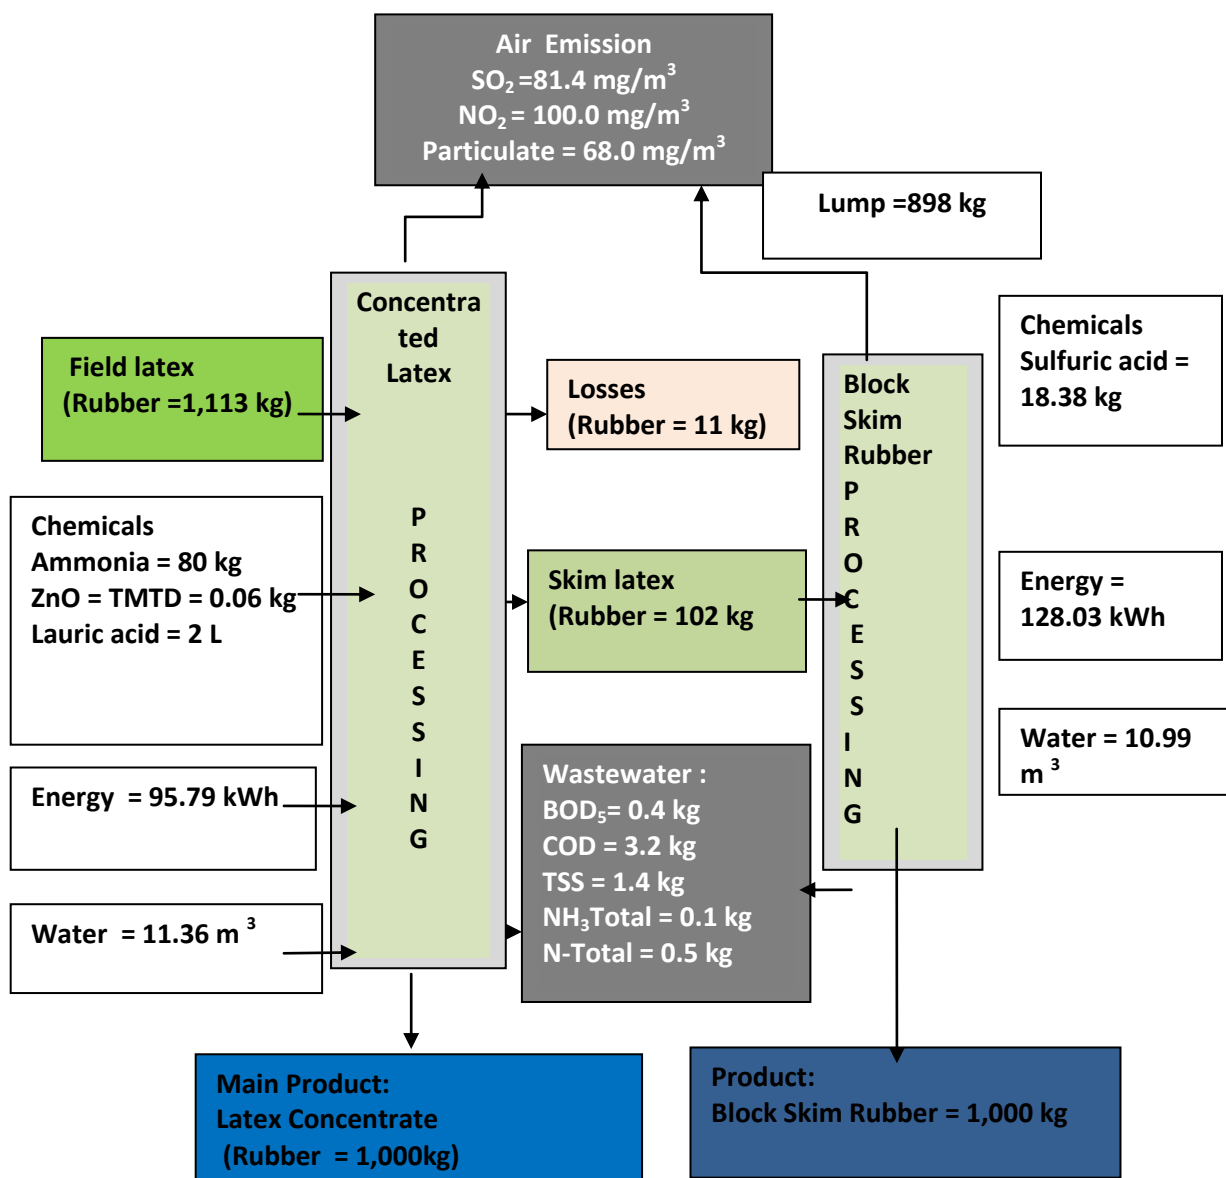 Air Emission
SO₂ =81.4 mg/m³
NO₂ = 100.0 mg/m³
Particulate = 68.0 mg/m³
Lump =898 kg
Concentra
ted
Latex
P
R
O
C
E
S
S
I
N
G
Field latex
(Rubber =1,113 kg)
Losses
(Rubber = 11 kg)
Block
Skim
Rubber
P
R
O
C
E
S
S
I
N
G
Chemicals
Sulfuric acid =
18.38 kg
Chemicals
Ammonia = 80 kg
ZnO = TMTD = 0.06 kg
Lauric acid = 2 L
Skim latex
(Rubber = 102 kg
Energy =
128.03 kWh
Energy = 95.79 kWh
Wastewater :
BOD₅= 0.4 kg
COD = 3.2 kg
TSS = 1.4 kg
NH₃Total = 0.1 kg
N-Total = 0.5 kg
Water = 10.99
m ³
Water = 11.36 m ³
Main Product:
Latex Concentrate
(Rubber = 1,000kg)
Product:
Block Skim Rubber = 1,000 kg